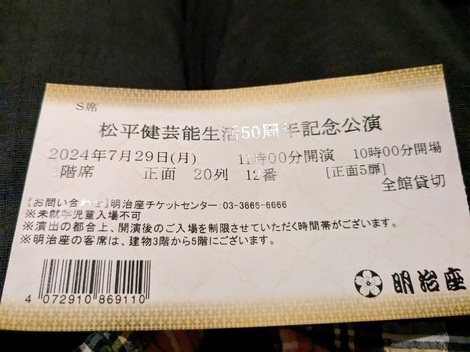 S席
松平健芸能生活50周年記念公演
2024年7月29日(月) 11時00分開演 10時00分開場
階席 正面 20列 12番 [正面5扉]
全館貸切
【お問い合わせ】明治座チケットセンター:03-3666-6666
※未就学児童入場不可
※演出の都合上、開演後のご入場を制限させていただく時間帯がございます。
※明治座の客席は、建物3階から5階にございます。
4 072910 869110
明治座